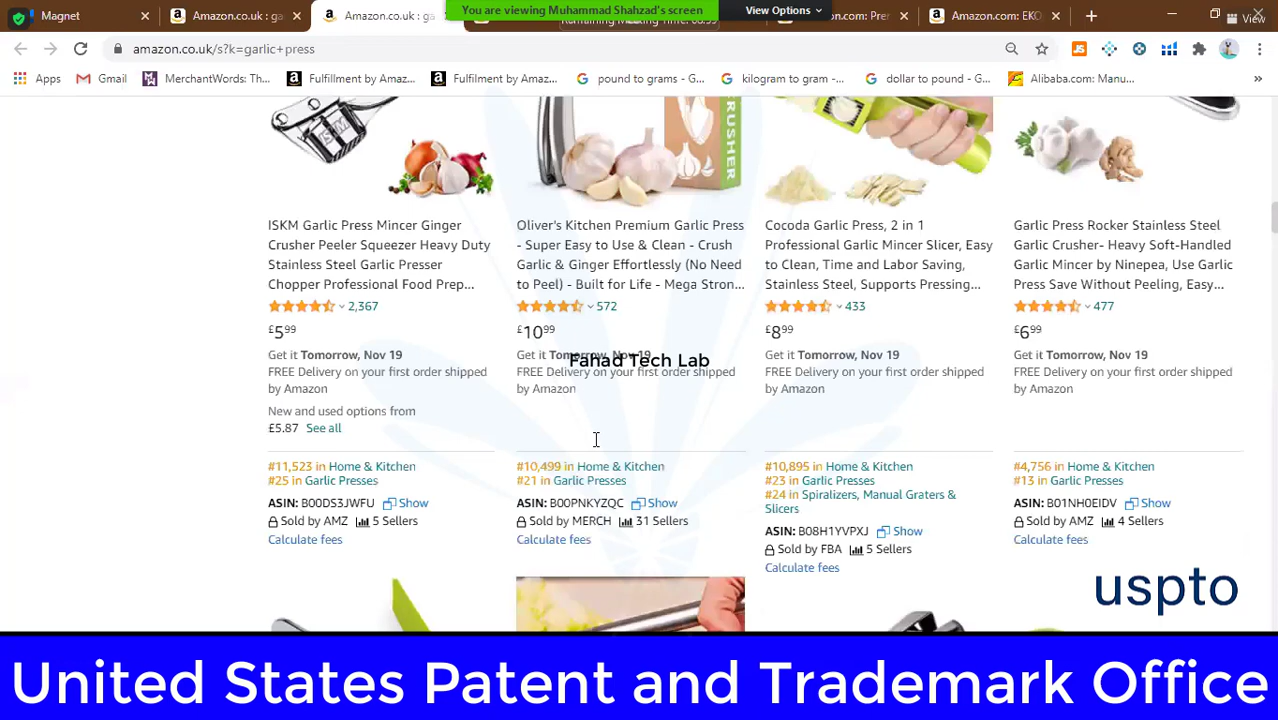 Magnet
Amazon.co.uk : ga
Amazon.co.uk : ga
You are viewing Muhammad Shahzad's screen
View Options
.com: Prem
Amazon.com: EKO
View
amazon.co.uk/s?k=garlic+press
Apps
Gmail
MerchantWords: Th...
Fulfillment by Amaz...
Fulfilment by Amaz...
pound to grams - G...
kilogram to gram -...
dollar to pound - G...
Alibaba.com: Manu...
»
ISKM
RUSHER
ISKM Garlic Press Mincer Ginger
Crusher Peeler Squeezer Heavy Duty
Stainless Steel Garlic Presser
Chopper Professional Food Prep...
2,367
£5.99
Get it Tomorrow, Nov 19
FREE Delivery on your first order shipped
by Amazon
New and used options from
£5.87 See all
#11,523 in Home & Kitchen
#25 in Garlic Presses
ASIN: B00DS3JWFU Show
Sold by AMZ 5 Sellers
Calculate fees
Oliver's Kitchen Premium Garlic Press
- Super Easy to Use & Clean - Crush
Garlic & Ginger Effortlessly (No Need
to Peel) - Built for Life - Mega Stron...
572
£10.99
Get it Tomorrow, Nov 19
Fahad Tech Lab
FREE Delivery on your first order shipped
by Amazon
#10,499 in Home & Kitchen
#21 in Garlic Presses
ASIN: B00PNKYZQC Show
Sold by MERCH 31 Sellers
Calculate fees
Cocoda Garlic Press, 2 in 1
Professional Garlic Mincer Slicer, Easy
to Clean, Time and Labor Saving,
Stainless Steel, Supports Pressing...
433
£8.99
Get it Tomorrow, Nov 19
FREE Delivery on your first order shipped
by Amazon
#10,895 in Home & Kitchen
#23 in Garlic Presses
#24 in Spiralizers, Manual Graters &
Slicers
ASIN: B08H1YVPXJ Show
Sold by FBA 5 Sellers
Calculate fees
Garlic Press Rocker Stainless Steel
Garlic Crusher- Heavy Soft-Handled
Garlic Mincer by Ninepea, Use Garlic
Press Save Without Peeling, Easy...
477
£6.99
Get it Tomorrow, Nov 19
FREE Delivery on your first order shipped
by Amazon
#4,756 in Home & Kitchen
#13 in Garlic Presses
ASIN: B01NH0EIDV Show
Sold by AMZ 4 Sellers
Calculate fees
uspto
United States Patent and Trademark Office